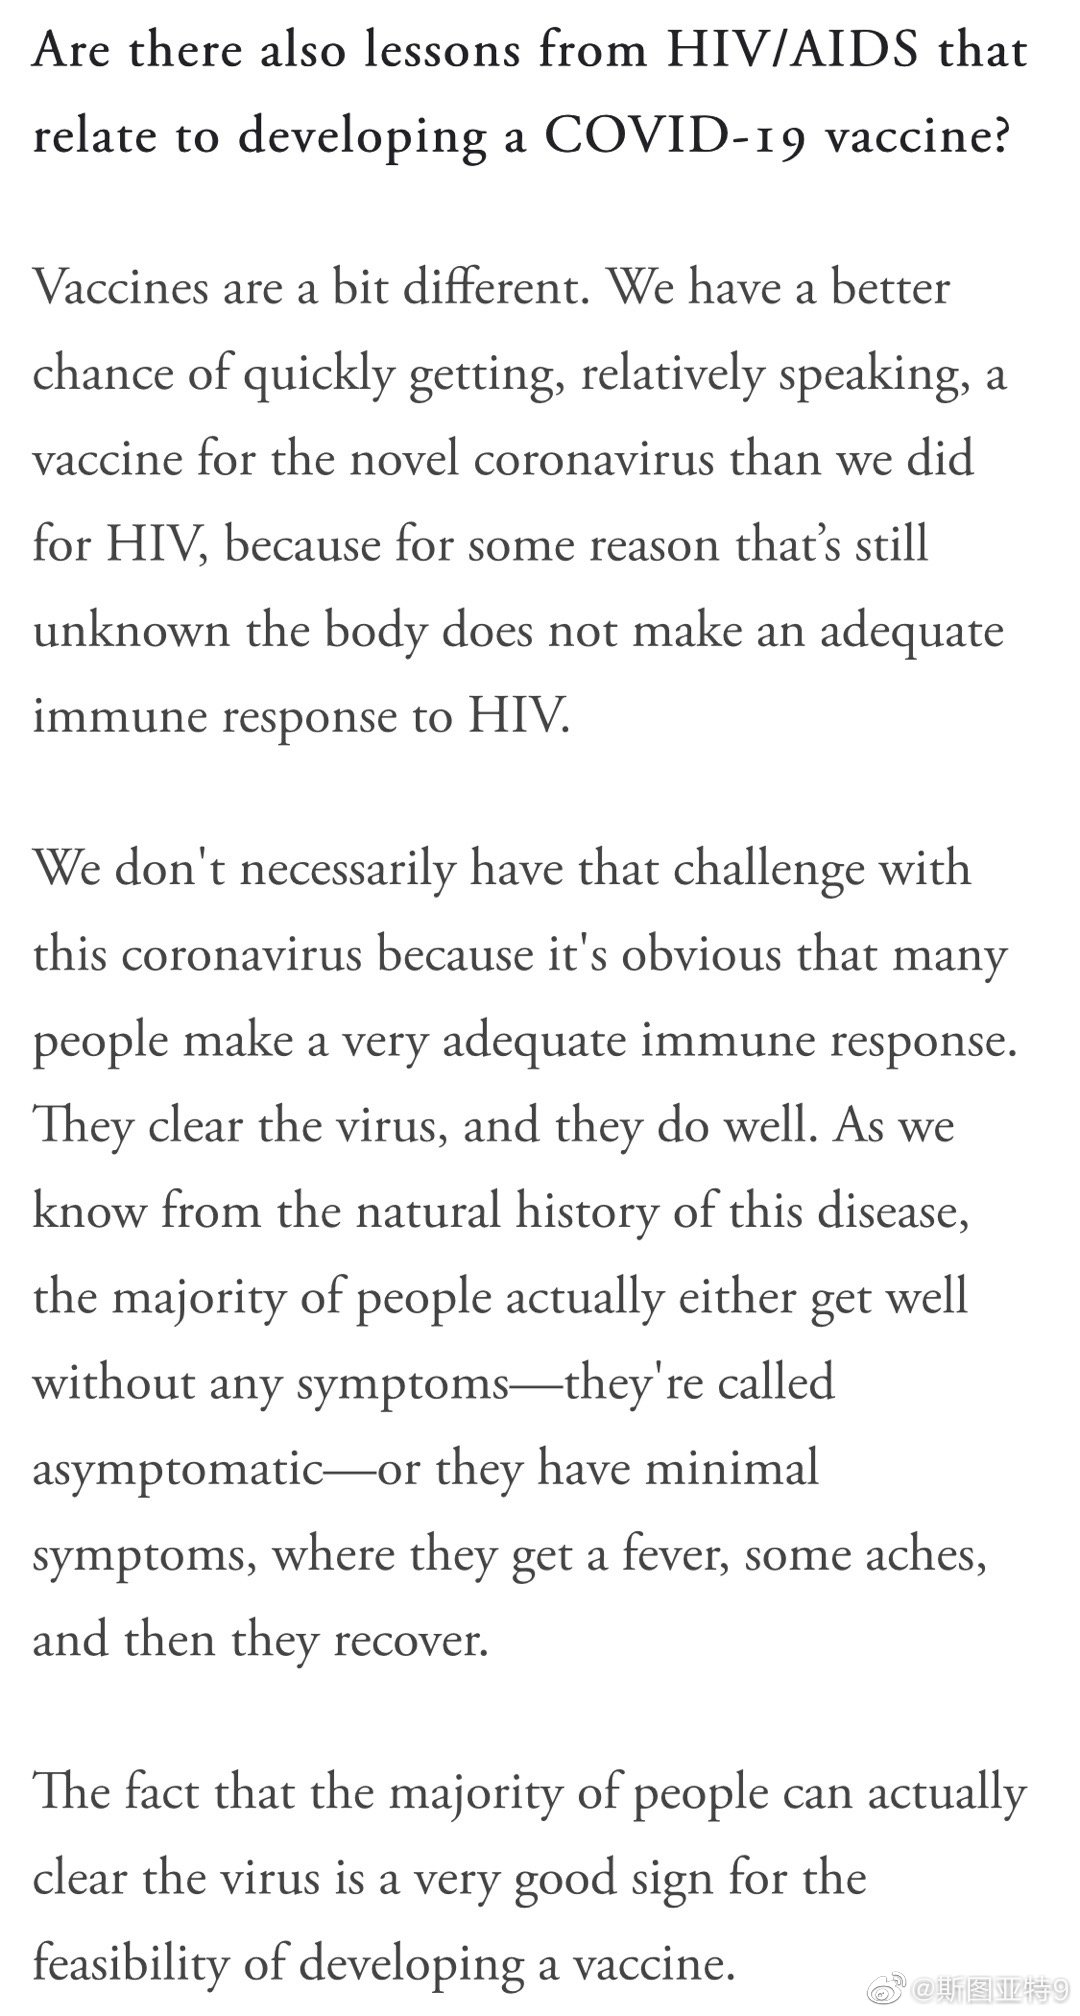 Are there also lessons from HIV/AIDS that
relate to developing a COVID-19 vaccine?
Vaccines are a bit different. We have a better
chance of quickly getting, relatively speaking, a
vaccine for the novel coronavirus than we did
for HIV, because for some reason that’s still
unknown the body does not make an adequate
immune response to HIV.
We don't necessarily have that challenge with
this coronavirus because it's obvious that many
people make a very adequate immune response.
They clear the virus, and they do well. As we
know from the natural history of this disease,
the majority of people actually either get well
without any symptoms—they're called
asymptomatic—or they have minimal
symptoms, where they get a fever, some aches,
and then they recover.
The fact that the majority of people can actually
clear the virus is a very good sign for the
feasibility of developing a vaccine.
@斯图亚特9